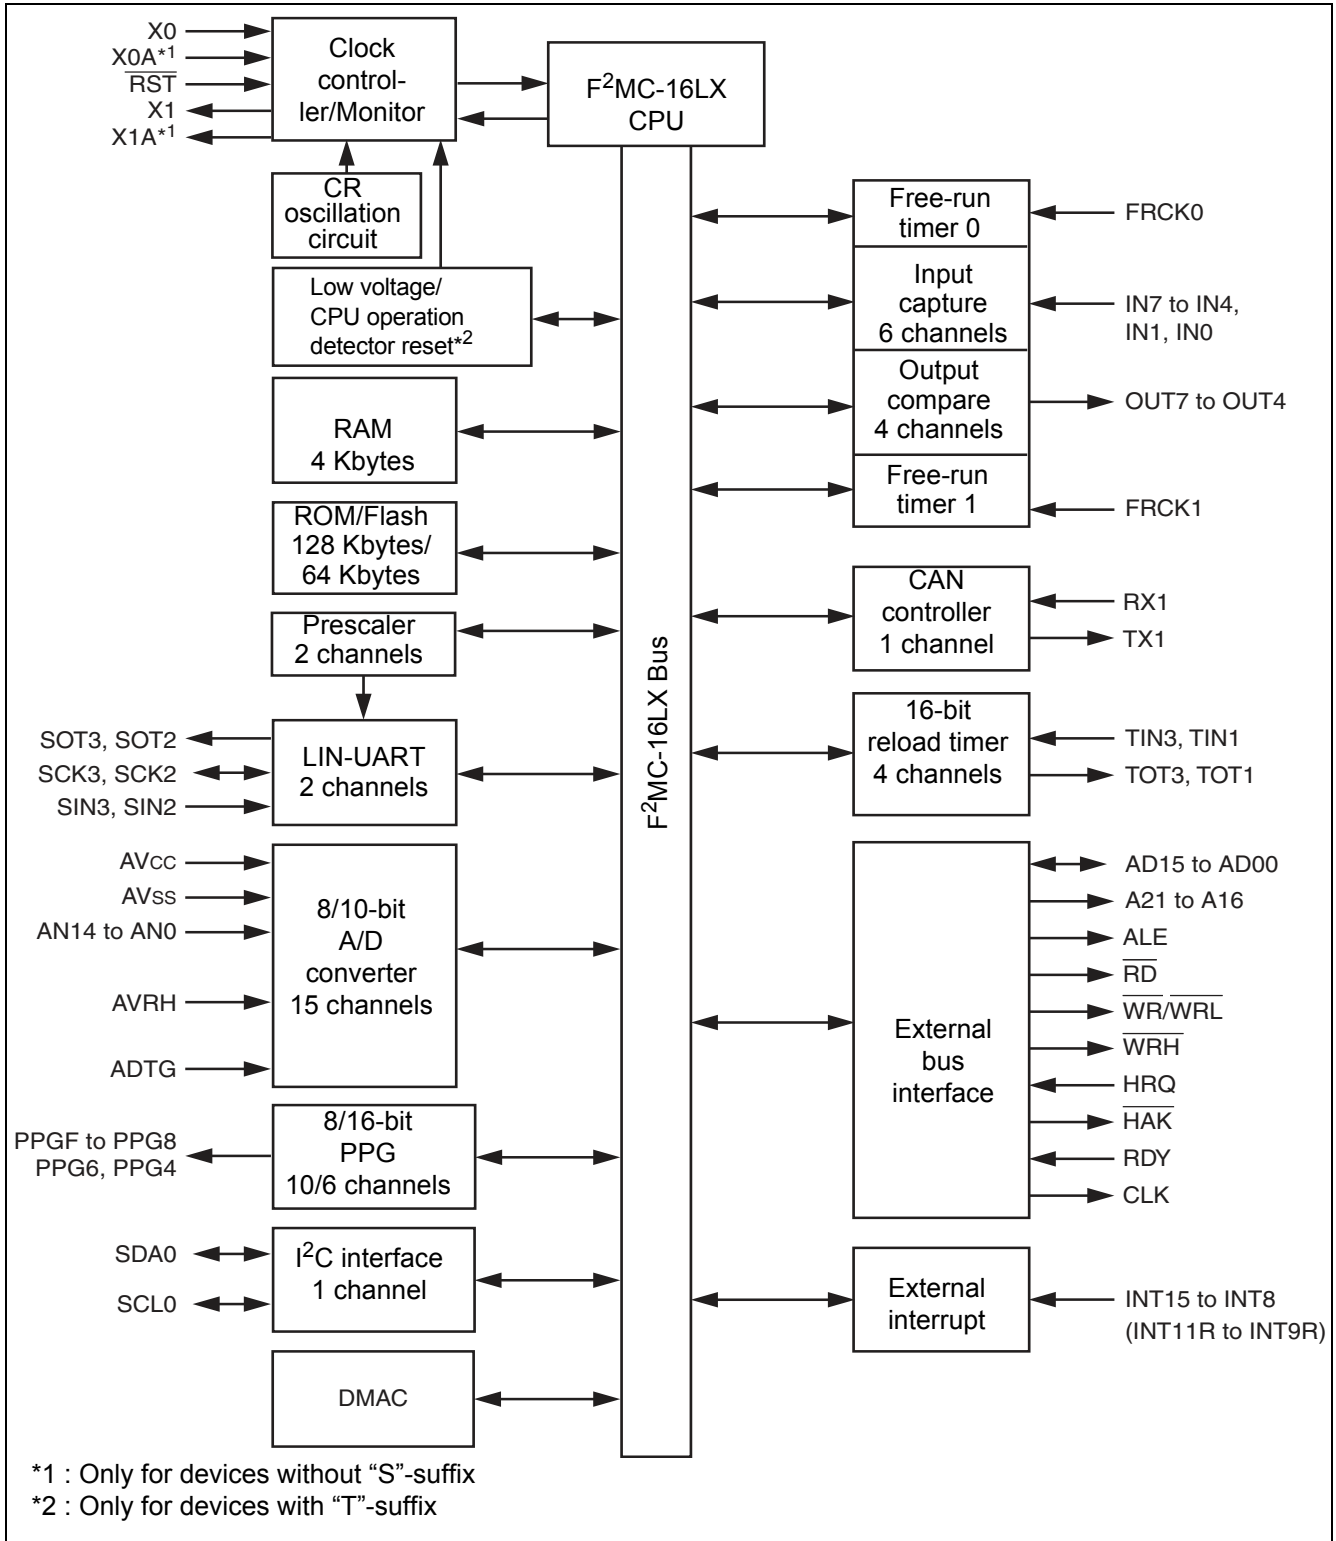 X0
X0A*1
RST
X1
X1A*1
Clock
control-
ler/Monitor
F2MC-16LX
CPU
CR
oscillation
circuit
Low voltage/
CPU operation
detector reset*2
RAM
4 Kbytes
ROM/Flash
128 Kbytes/
64 Kbytes
Prescaler
2 channels
SOT3, SOT2
SCK3, SCK2
SIN3, SIN2
LIN-UART
2 channels
AVCC
AVSS
AN14 to AN0
AVRH
ADTG
8/10-bit
A/D
converter
15 channels
PPGF to PPG8
PPG6, PPG4
8/16-bit
PPG
10/6 channels
SDA0
SCL0
I2C interface
1 channel
DMAC
F2MC-16LX Bus
Free-run
timer 0
FRCK0
Input
capture
6 channels
IN7 to IN4,
IN1, IN0
Output
compare
4 channels
OUT7 to OUT4
Free-run
timer 1
FRCK1
CAN
controller
1 channel
RX1
TX1
16-bit
reload timer
4 channels
TIN3, TIN1
TOT3, TOT1
External
bus
interface
AD15 to AD00
A21 to A16
ALE
RD
WR/WRL
WRH
HRQ
HAK
RDY
CLK
External
interrupt
INT15 to INT8
(INT11R to INT9R)
*1 : Only for devices without “S”-suffix
*2 : Only for devices with “T”-suffix